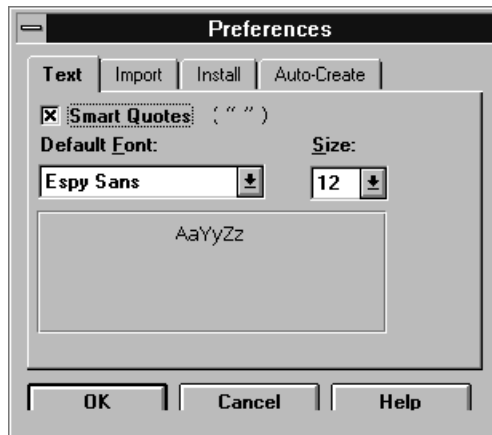 Preferences
Text Import Install Auto-Create
Smart Quotes (“ ”)
Default Font: Size:
Espy Sans 12
AaYyZz
OK Cancel Help